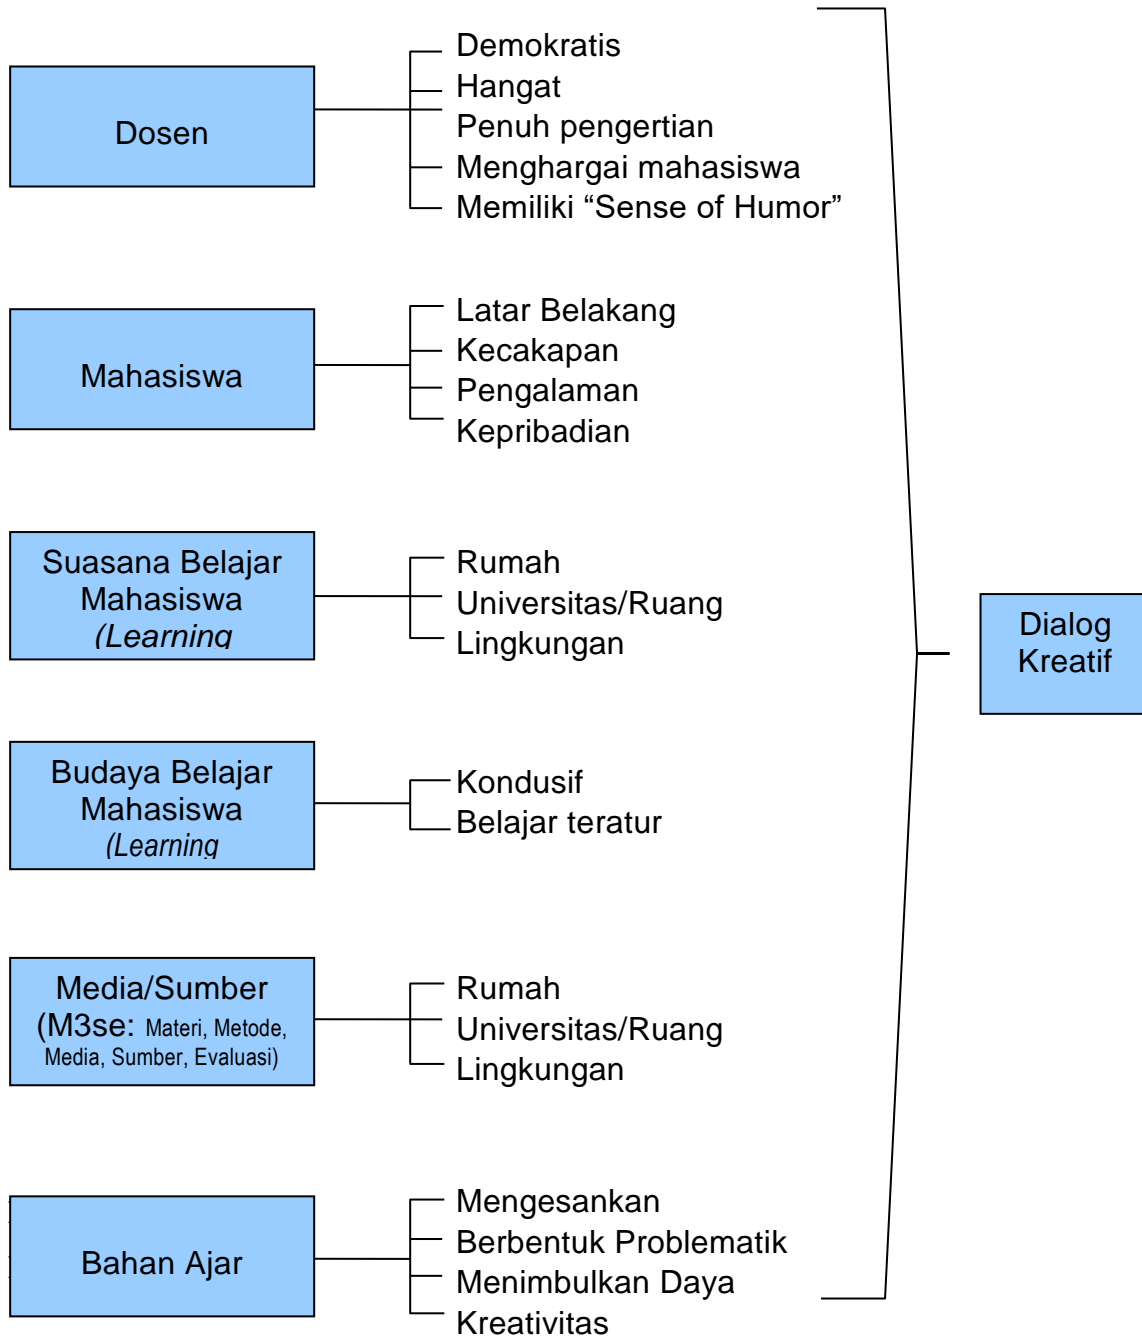 Dosen
Demokratis
Hangat
Penuh pengertian
Menghargai mahasiswa
Memiliki “Sense of Humor”
Mahasiswa
Latar Belakang
Kecakapan
Pengalaman
Kepribadian
Suasana Belajar
Mahasiswa
(Learning
Rumah
Universitas/Ruang
Lingkungan
Dialog
Kreatif
Budaya Belajar
Mahasiswa
(Learning
Kondusif
Belajar teratur
Media/Sumber
(M3se: Materi, Metode,
Media, Sumber, Evaluasi)
Rumah
Universitas/Ruang
Lingkungan
Bahan Ajar
Mengesankan
Berbentuk Problematik
Menimbulkan Daya
Kreativitas